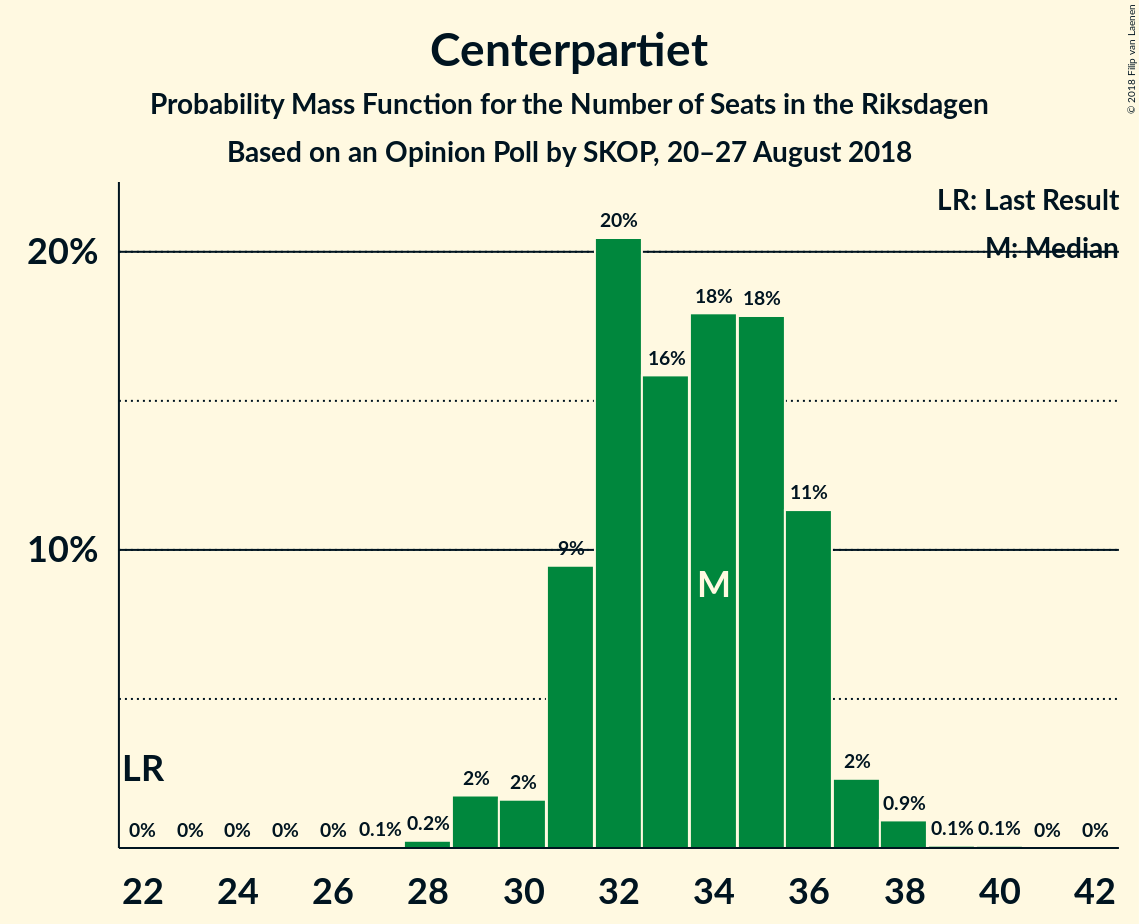 Centerpartiet
Probability Mass Function for the Number of Seats in the Riksdagen
Based on an Opinion Poll by SKOP, 20–27 August 2018
© 2018 Filip van Laenen
LR: Last Result
M: Median
20%
10%
0% 0% 0% 0% 0% 0.1% 0.2% 2% 2% 9% 20% 16% 18% 18% 11% 2% 0.9% 0.1% 0.1% 0% 0%
M
LR
22 24 26 28 30 32 34 36 38 40 42